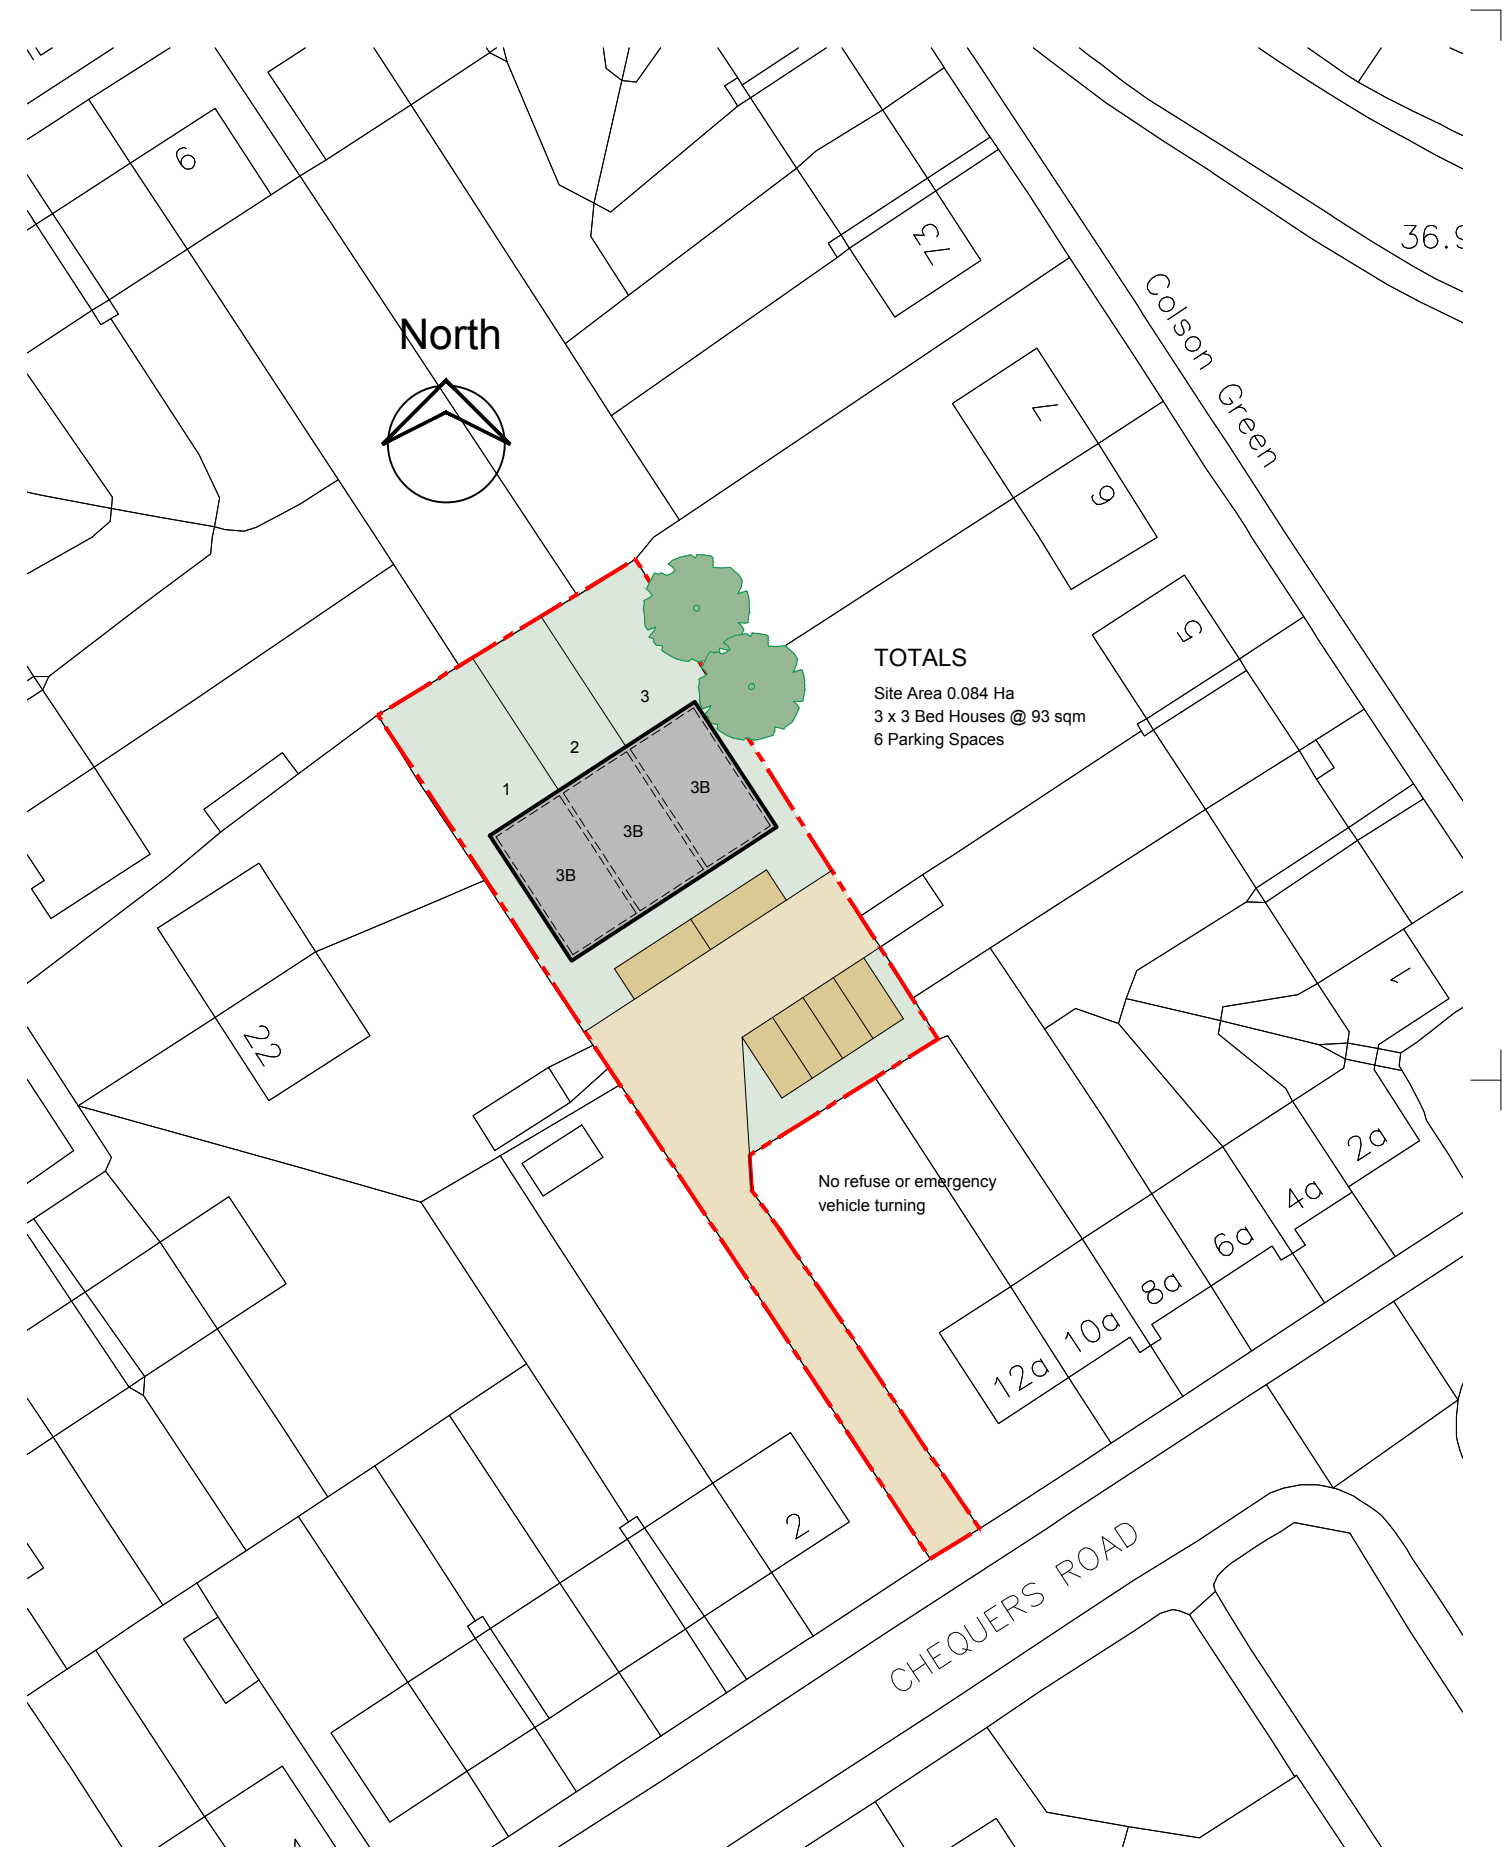 6
73
36.9
North
Colson Green
7
9
5
TOTALS
Site Area 0.084 Ha
3 x 3 Bed Houses @ 93 sqm
6 Parking Spaces
3
2
1
3B
3B
3B
22
1
2a
4a
6a
8a
10a
12a
No refuse or emergency
vehicle turning
2
CHEQUERS ROAD